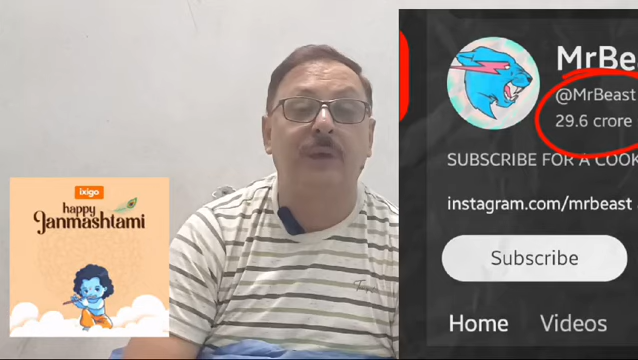 ixigo
happy
Janmashtami
MrBe
@MrBeast
29.6 crore
SUBSCRIBE FOR A COOK
instagram.com/mrbeast
Subscribe
Home Videos